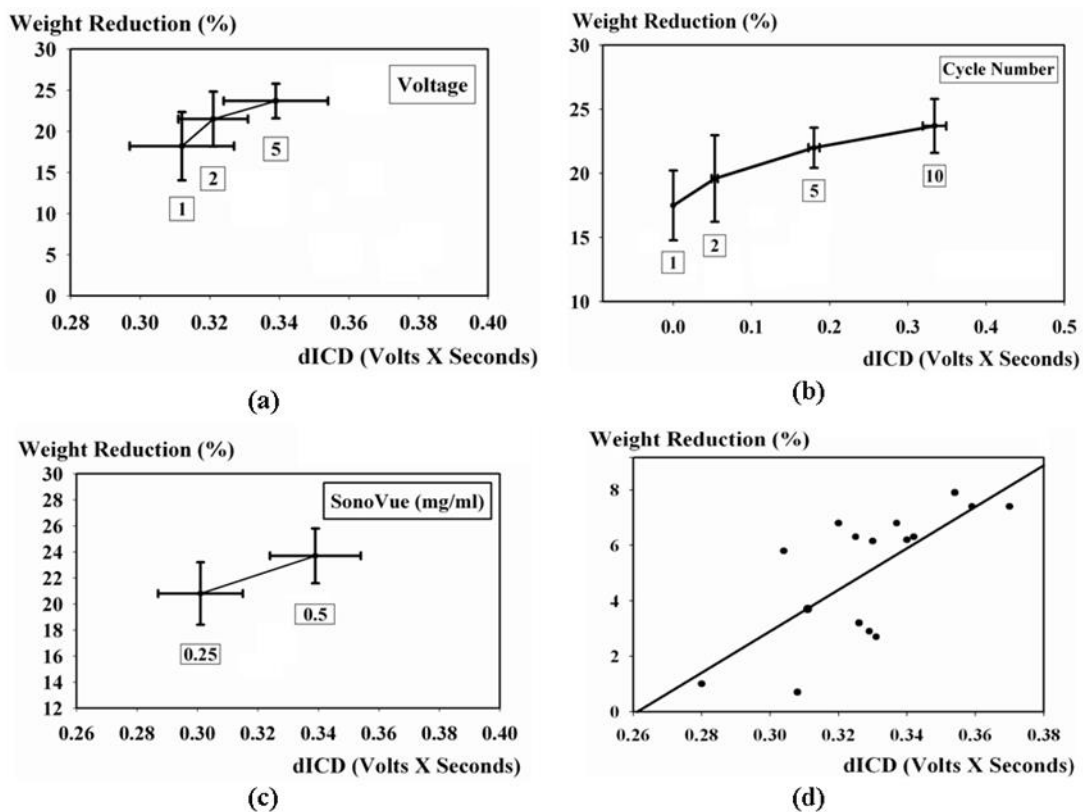 Weight Reduction (%)
30
25
20
15
10
5
0
Voltage
1
2
5
0.28 0.30 0.32 0.34 0.36 0.38 0.40
dICD (Volts X Seconds)
(a)
Weight Reduction (%)
30
25
20
15
10
Cycle Number
1
2
5
10
0.0 0.1 0.2 0.3 0.4 0.5
dICD (Volts X Seconds)
(b)
Weight Reduction (%)
30
28
26
24
22
20
18
16
14
12
SonoVue (mg/ml)
0.25
0.5
0.26 0.28 0.30 0.32 0.34 0.36 0.38 0.40
dICD (Volts X Seconds)
(c)
Weight Reduction (%)
8
6
4
2
0
0.26 0.28 0.30 0.32 0.34 0.36 0.38
dICD (Volts X Seconds)
(d)